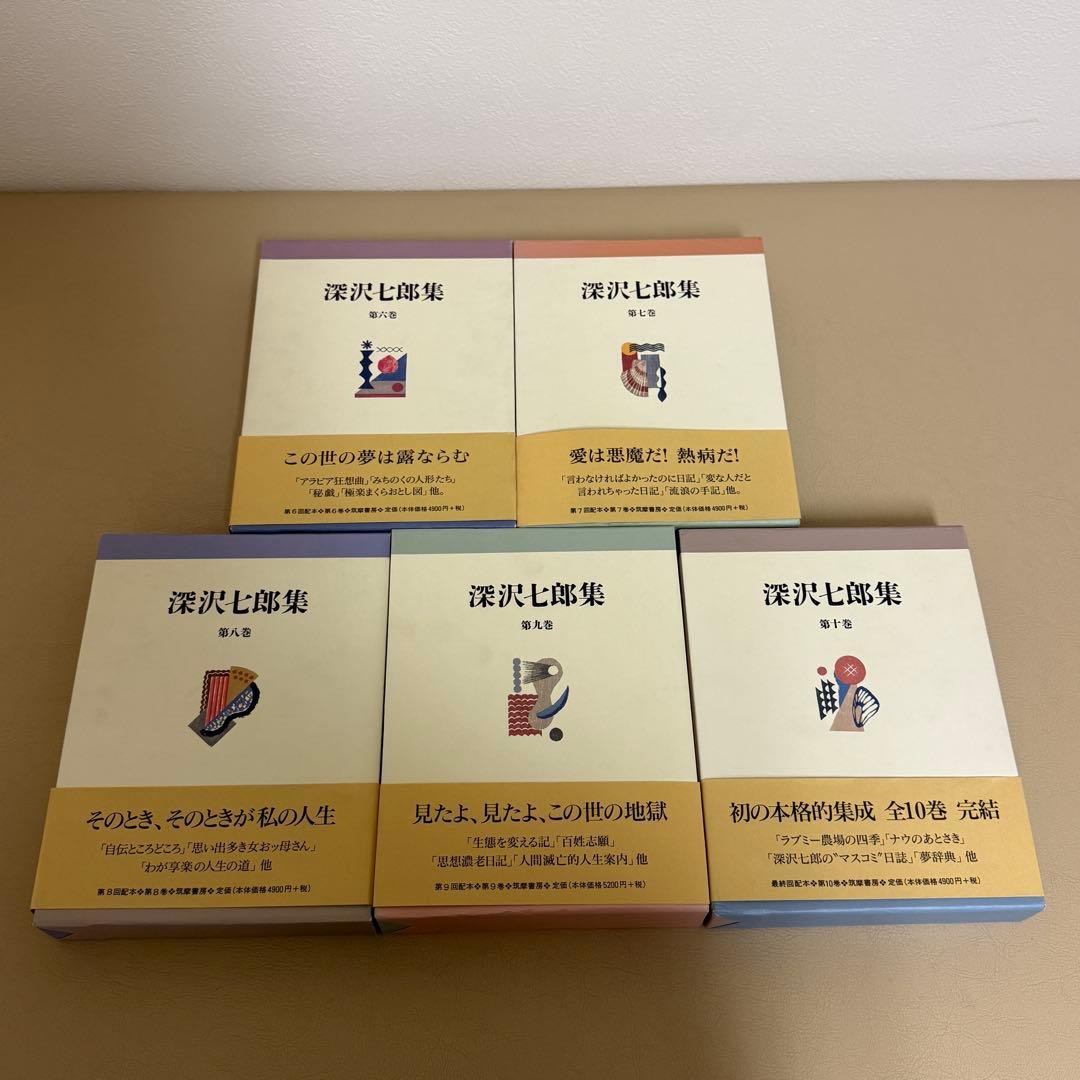 深沢七郎集
第六巻
この世の夢は露ならむ
「アラビア狂想曲」「みちのくの人形たち」
「秘戯」「極楽まくらおとし図」他。
第6回配本❖第6巻❖筑摩書房❖定価(本体価格4900円+税)
深沢七郎集
第七巻
愛は悪魔だ! 熱病だ!
「言わなければよかったのに日記」「変な人だと
言われちゃった日記」「流浪の手記」他。
第7回配本❖第7巻❖筑摩書房❖定価(本体価格4900円+税)
深沢七郎集
第八巻
そのとき、そのときが私の人生
「自伝ところどころ」「思い出多き女おッ母さん」
「わが享楽の人生の道」他
第8回配本❖第8巻❖筑摩書房❖定価(本体価格4900円+税)
深沢七郎集
第九巻
見たよ、見たよ、この世の地獄
「生態を変える記」「百姓志願」
「思想濃老日記」「人間滅亡的人生案内」他
第9回配本❖第9巻❖筑摩書房❖定価(本体価格5200円+税)
深沢七郎集
第十巻
初の本格的集成 全10巻 完結
「ラブミー農場の四季」「ナウのあとさき」
「深沢七郎の〝マスコミ〟日誌」「夢辞典」他
最終回配本❖第10巻❖筑摩書房❖定価(本体価格4900円+税)